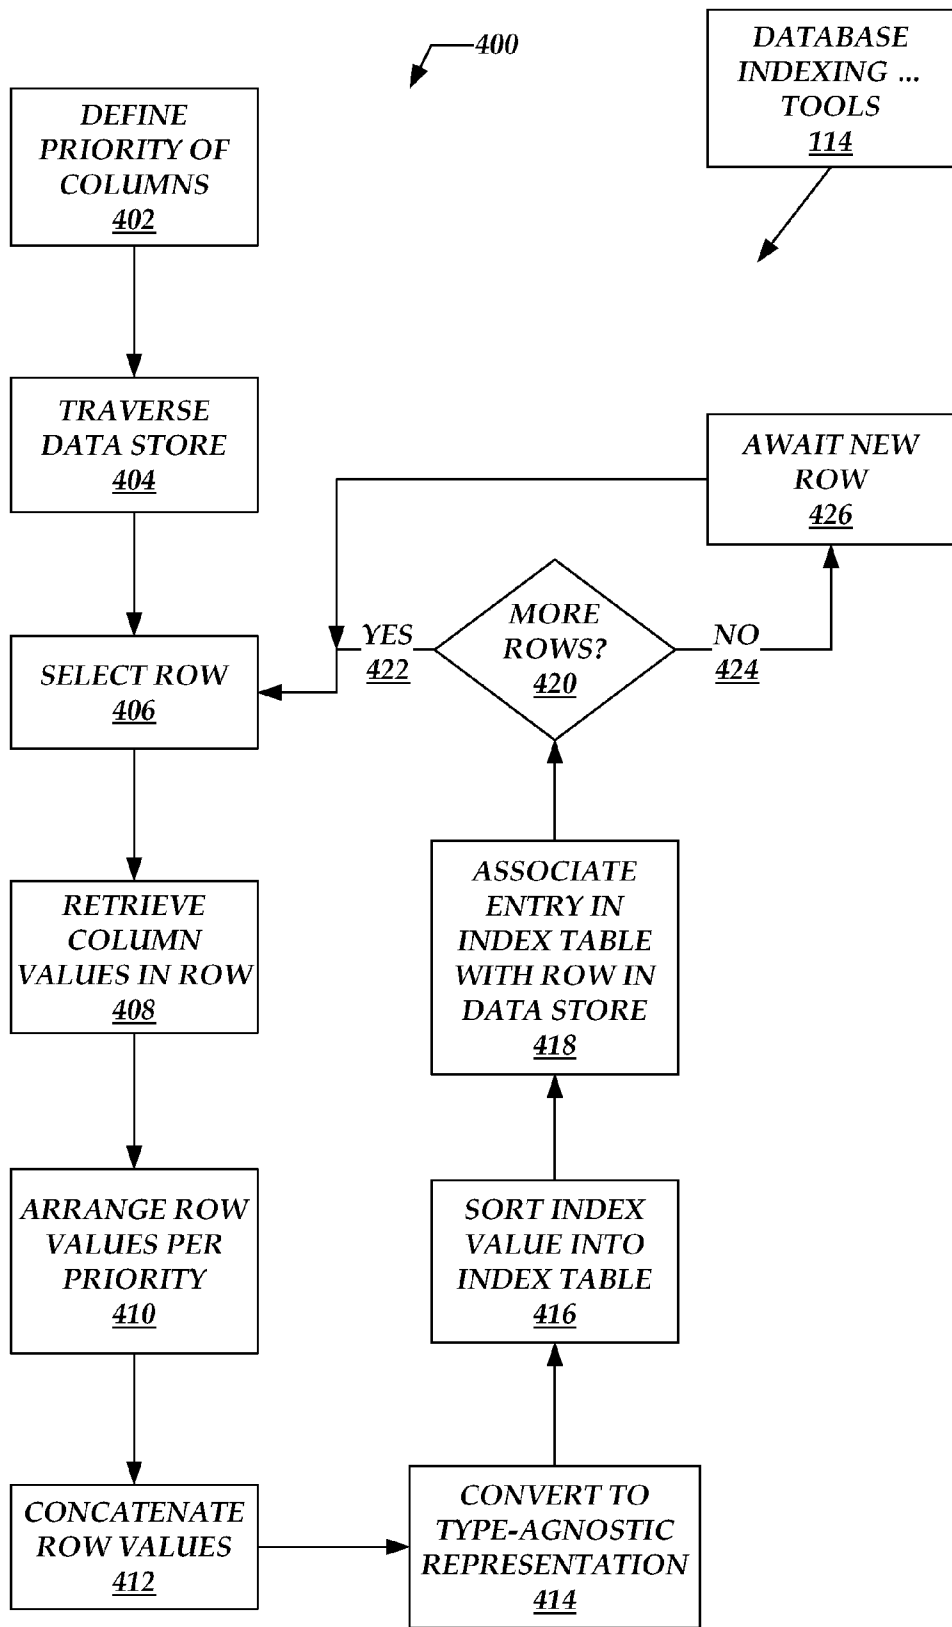 400
DATABASE
INDEXING ...
TOOLS
114
DEFINE
PRIORITY OF
COLUMNS
402
TRAVERSE
DATA STORE
404
AWAIT NEW
ROW
426
MORE
ROWS?
420
YES
422
NO
424
SELECT ROW
406
RETRIEVE
COLUMN
VALUES IN ROW
408
ASSOCIATE
ENTRY IN
INDEX TABLE
WITH ROW IN
DATA STORE
418
ARRANGE ROW
VALUES PER
PRIORITY
410
SORT INDEX
VALUE INTO
INDEX TABLE
416
CONCATENATE
ROW VALUES
412
CONVERT TO
TYPE-AGNOSTIC
REPRESENTATION
414